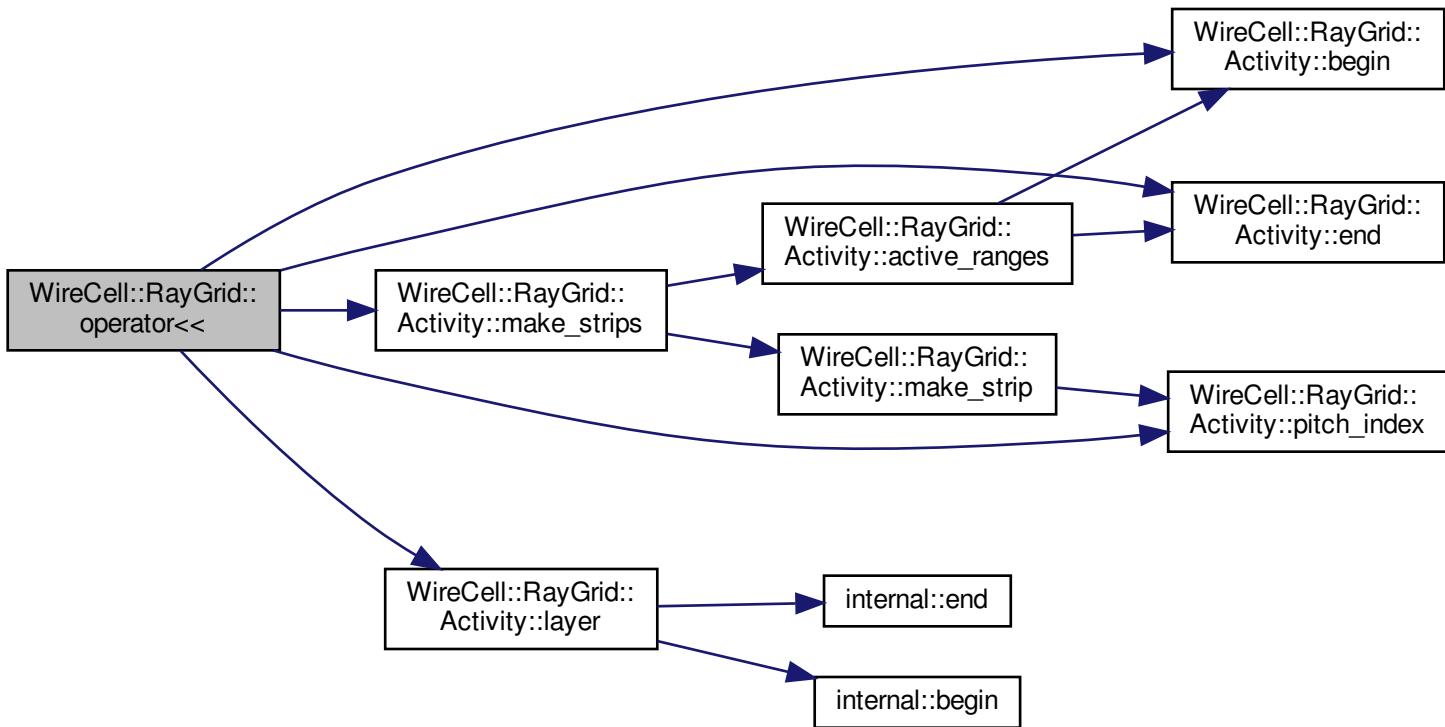 WireCell::RayGrid::
operator<<
WireCell::RayGrid::
Activity::make_strips
WireCell::RayGrid::
Activity::layer
WireCell::RayGrid::
Activity::active_ranges
WireCell::RayGrid::
Activity::make_strip
internal::end
internal::begin
WireCell::RayGrid::
Activity::begin
WireCell::RayGrid::
Activity::end
WireCell::RayGrid::
Activity::pitch_index